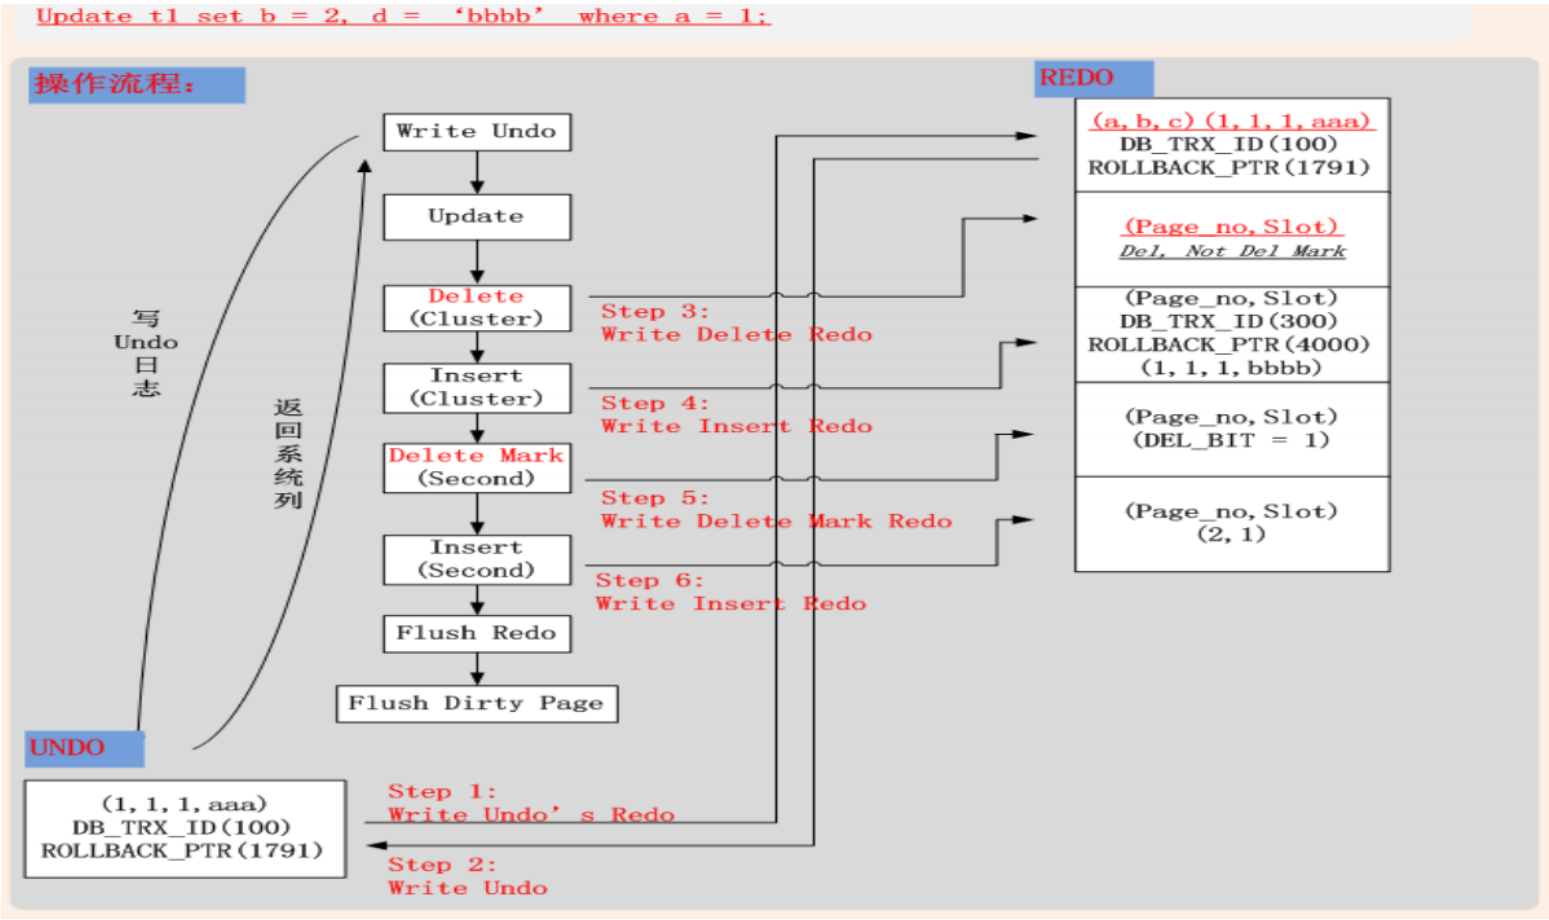 Update t1 set b = 2, d = ‘bbbb’ where a = 1;
操作流程：
REDO
Write Undo
Update
Delete
(Cluster)
Insert
(Cluster)
Delete Mark
(Second)
Insert
(Second)
Flush Redo
Flush Dirty Page
写
Undo
日
志
返
回
系
统
列
Step 3:
Write Delete Redo
Step 4:
Write Insert Redo
Step 5:
Write Delete Mark Redo
Step 6:
Write Insert Redo
(a,b,c)(1,1,1,aaa)
DB_TRX_ID(100)
ROLLBACK_PTR(1791)
(Page_no,Slot)
Del, Not Del Mark
(Page_no,Slot)
DB_TRX_ID(300)
ROLLBACK_PTR(4000)
(1,1,1,bbbb)
(Page_no,Slot)
(DEL_BIT = 1)
(Page_no,Slot)
(2,1)
UNDO
(1,1,1,aaa)
DB_TRX_ID(100)
ROLLBACK_PTR(1791)
Step 1:
Write Undo’s Redo
Step 2:
Write Undo